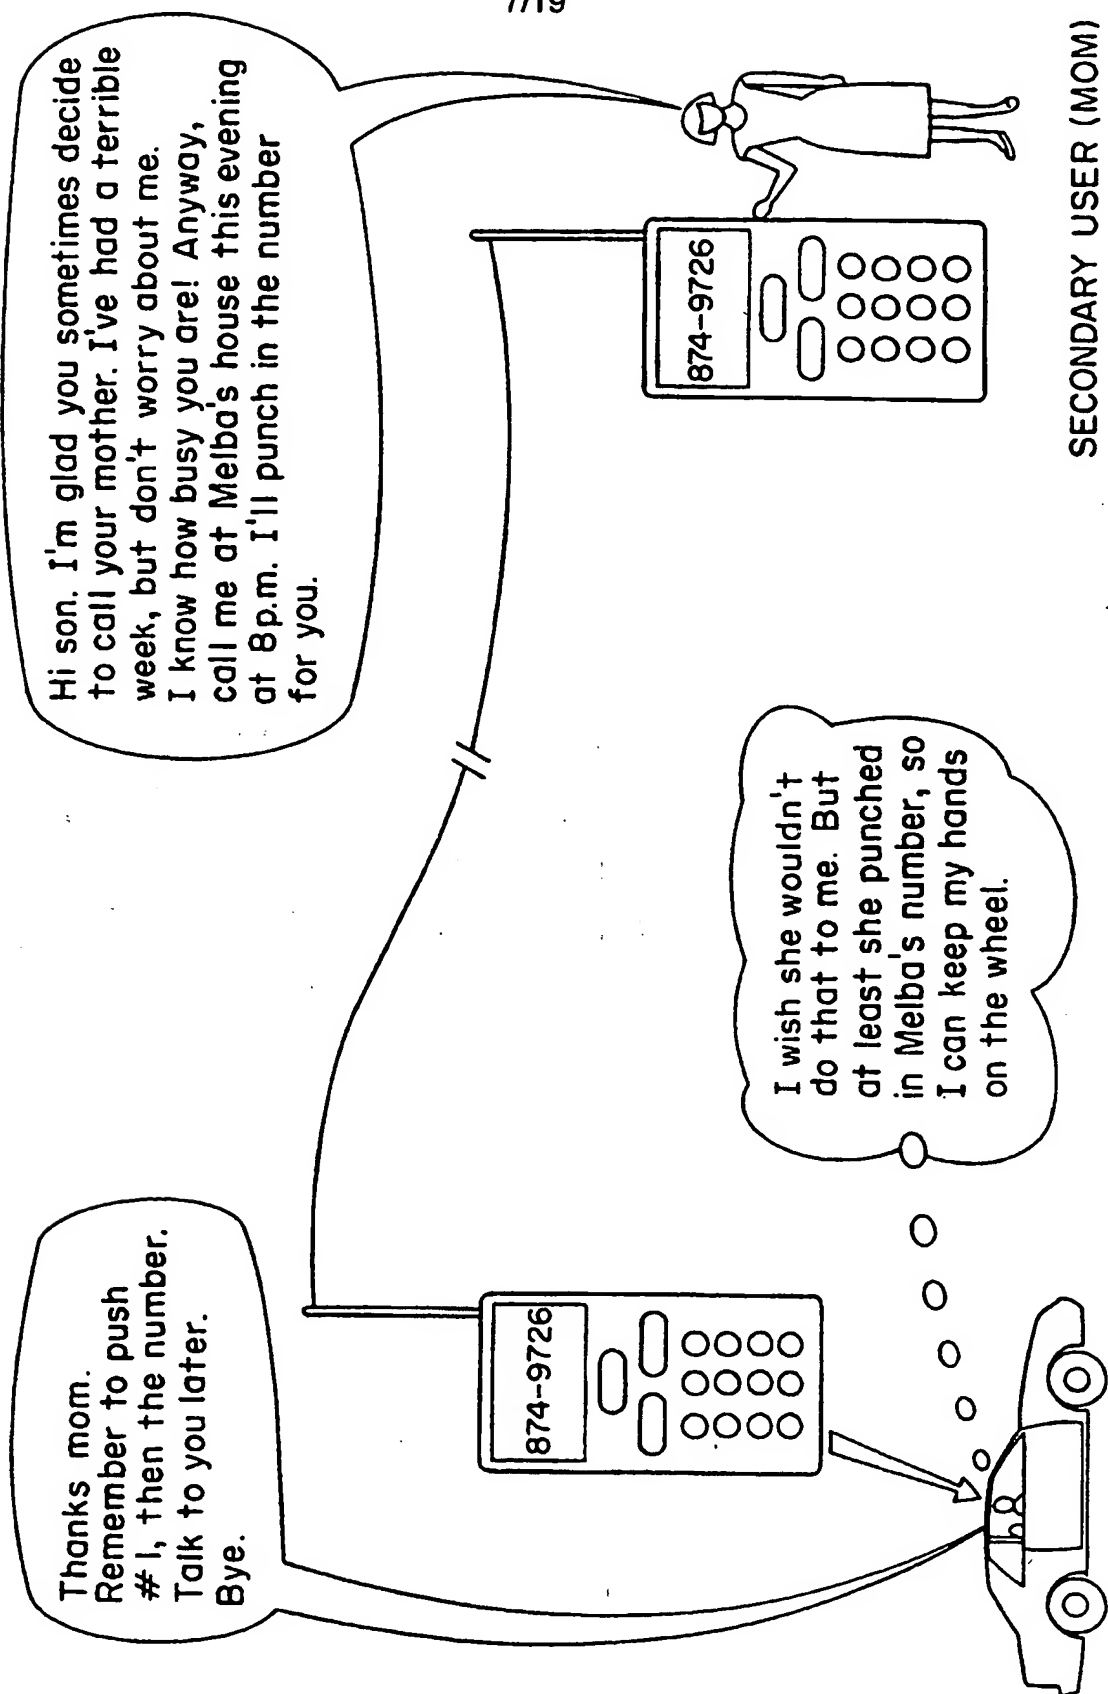 7/19
Thanks mom.
Remember to push
# 1, then the number.
Talk to you later.
Bye.
Hi son. I'm glad you sometimes decide
to call your mother. I've had a terrible
week, but don't worry about me.
I know how busy you are! Anyway,
call me at Melba's house this evening
at 8p.m. I'll punch in the number
for you.
874-9726
874-9726
I wish she wouldn't
do that to me. But
at least she punched
in Melba's number, so
I can keep my hands
on the wheel.
SECONDARY USER (MOM)